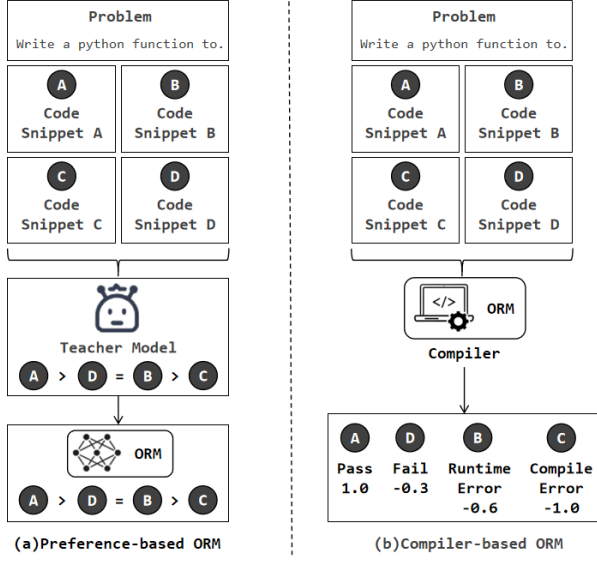 Problem
Write a python function to.
A
B
Code
Snippet A
Code
Snippet B
C
D
Code
Snippet C
Code
Snippet D
Teacher Model
A > D = B > C
ORM
A > D = B > C
(a)Preference-based ORM
Problem
Write a python function to.
A
B
Code
Snippet A
Code
Snippet B
C
D
Code
Snippet C
Code
Snippet D
</> ORM
Compiler
A
Pass
1.0
D
Fail
-0.3
B
Runtime
Error
-0.6
C
Compile
Error
-1.0
(b)Compiler-based ORM